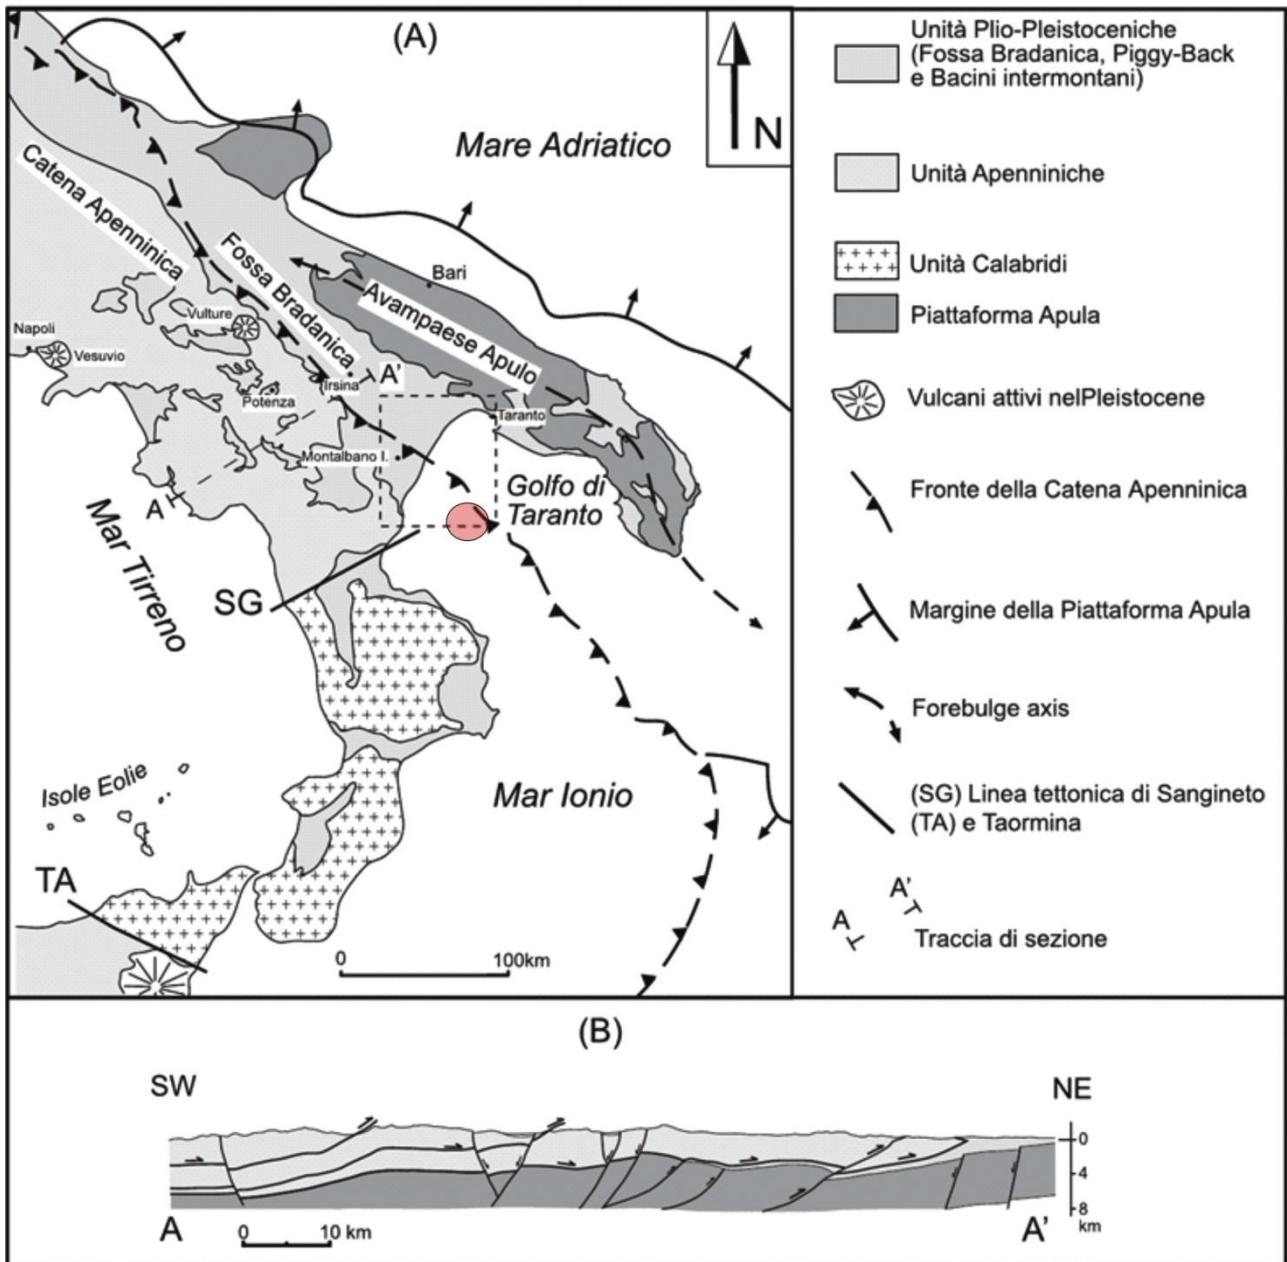 (A)
N
Mare Adriatico
Catena Apenninica
Fossa Bradanica
Avampaese Apulo
Bari
Vulture
Napoli
Vesuvio
Irsina
A'
Potenza
Taranto
Montalbano I.
A
Golfo di
Taranto
Mar Tirreno
SG
Isole Eolie
Mar Ionio
TA
0 100km
Unità Plio-Pleistoceniche
(Fossa Bradanica, Piggy-Back
e Bacini intermontani)
Unità Apenniniche
Unità Calabridi
Piattaforma Apula
Vulcani attivi nelPleistocene
Fronte della Catena Apenninica
Margine della Piattaforma Apula
Forebulge axis
(SG) Linea tettonica di Sangineto
(TA) e Taormina
A'
A
Traccia di sezione
(B)
SW
NE
0
4
8
km
A
A'
0 10 km